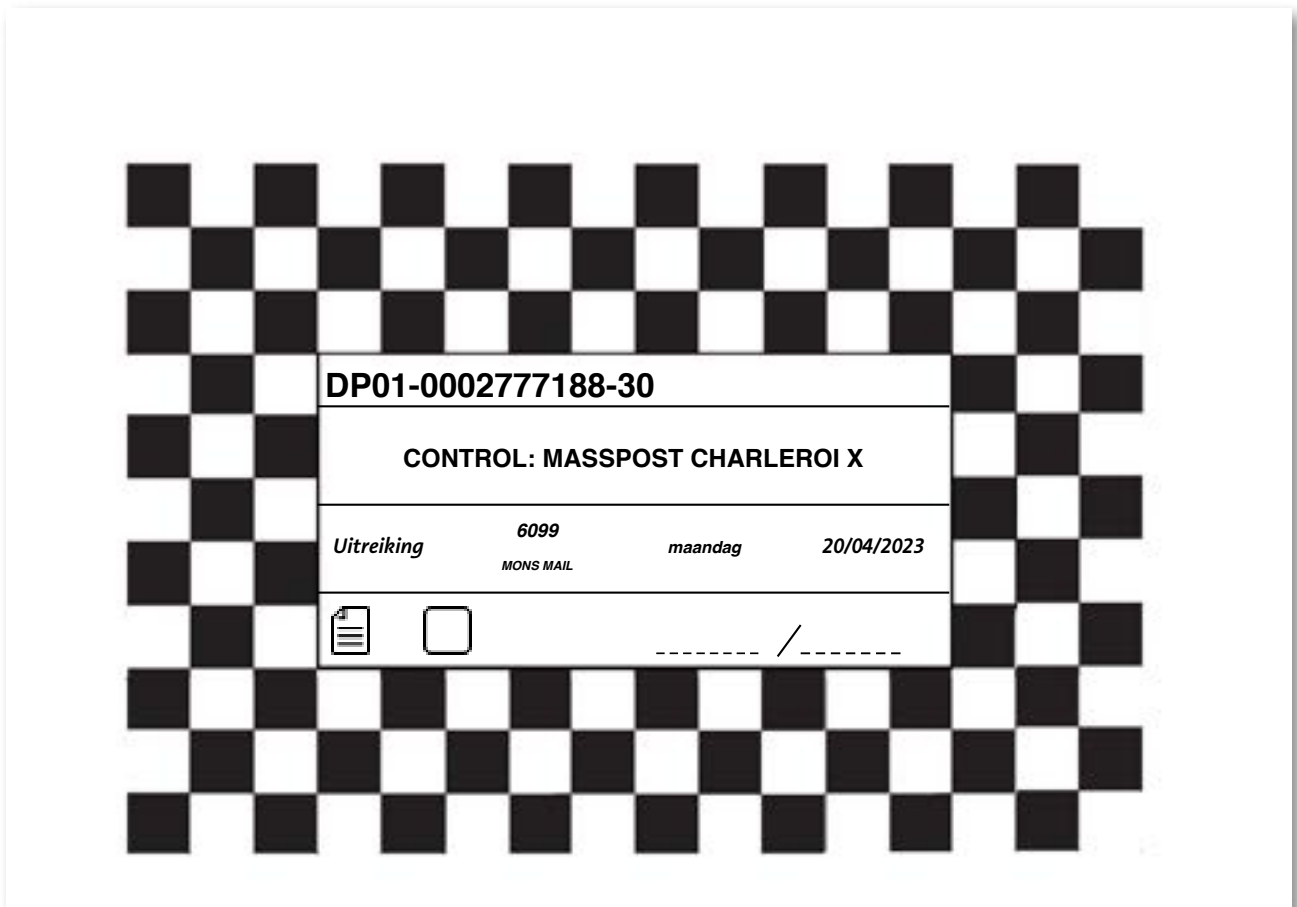 DP01-0002777188-30
CONTROL: MASSPOST CHARLEROI X
Uitreiking 6099 maandag 20/04/2023
MONS MAIL
-------- /-------